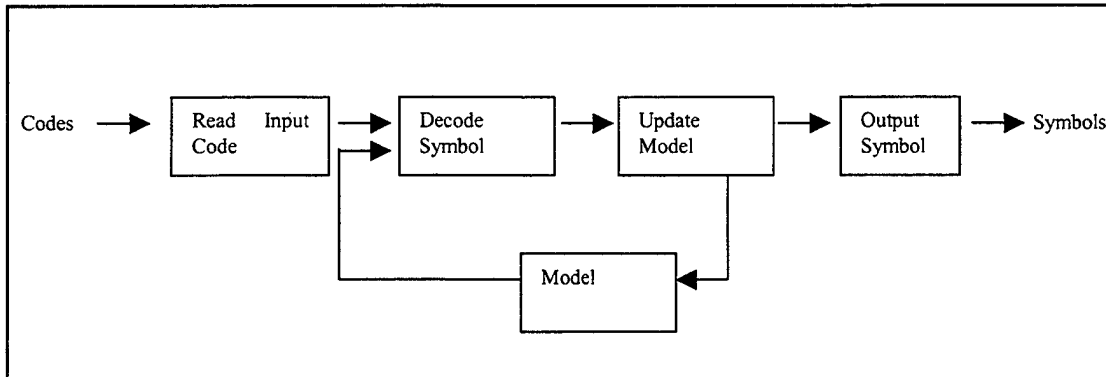 Codes
Read Input
Code
Decode
Symbol
Update
Model
Output
Symbol
Symbols
Model